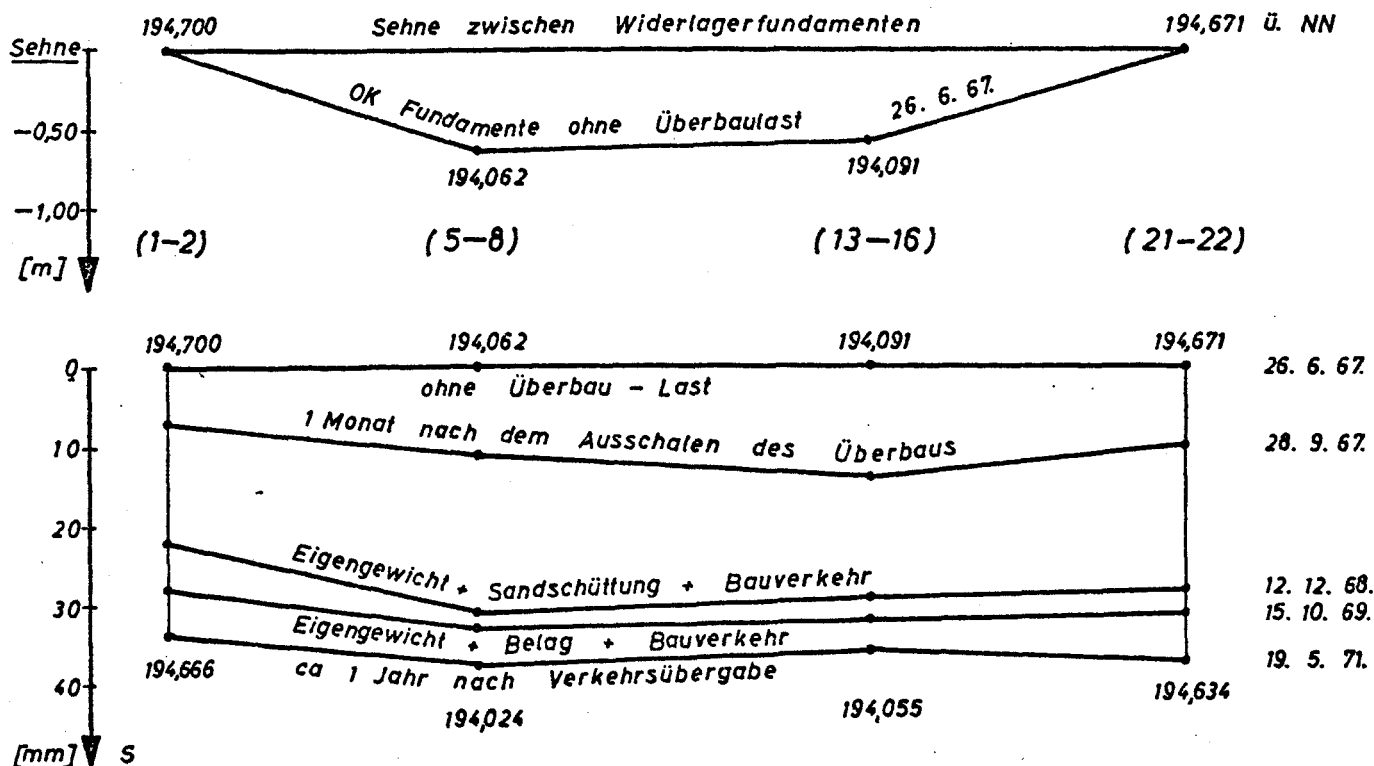 194,700 Sehne zwischen Widerlagerfundamenten 194,671 ü. NN
Sehne
OK Fundamente ohne Überbaulast 26. 6. 67.
-0,50
194,062 194,091
-1,00
(1-2) (5-8) (13-16) (21-22)
[m]
194,700 194,062 194,091 194,671
0 26. 6. 67.
ohne Überbau - Last
1 Monat nach dem Ausschalen des Überbaus
10 28. 9. 67.
20
Eigengewicht + Sandschüttung + Bauverkehr 12. 12. 68.
30 15. 10. 69.
Eigengewicht + Belag + Bauverkehr
194,666 ca 1 Jahr nach Verkehrsübergabe 19. 5. 71.
40 194,024 194,055 194,634
[mm] S